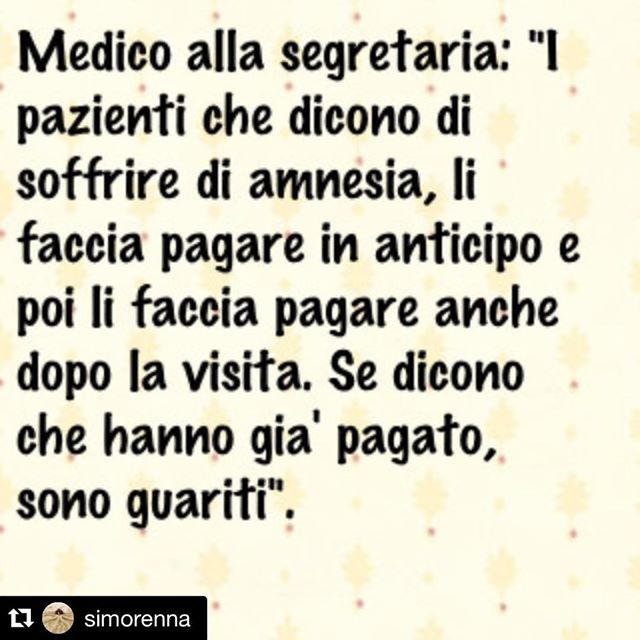 Medico alla segretaria: "I
pazienti che dicono di
soffrire di amnesia, li
faccia pagare in anticipo e
poi li faccia pagare anche
dopo la visita. Se dicono
che hanno gia' pagato,
sono guariti".
simorenna